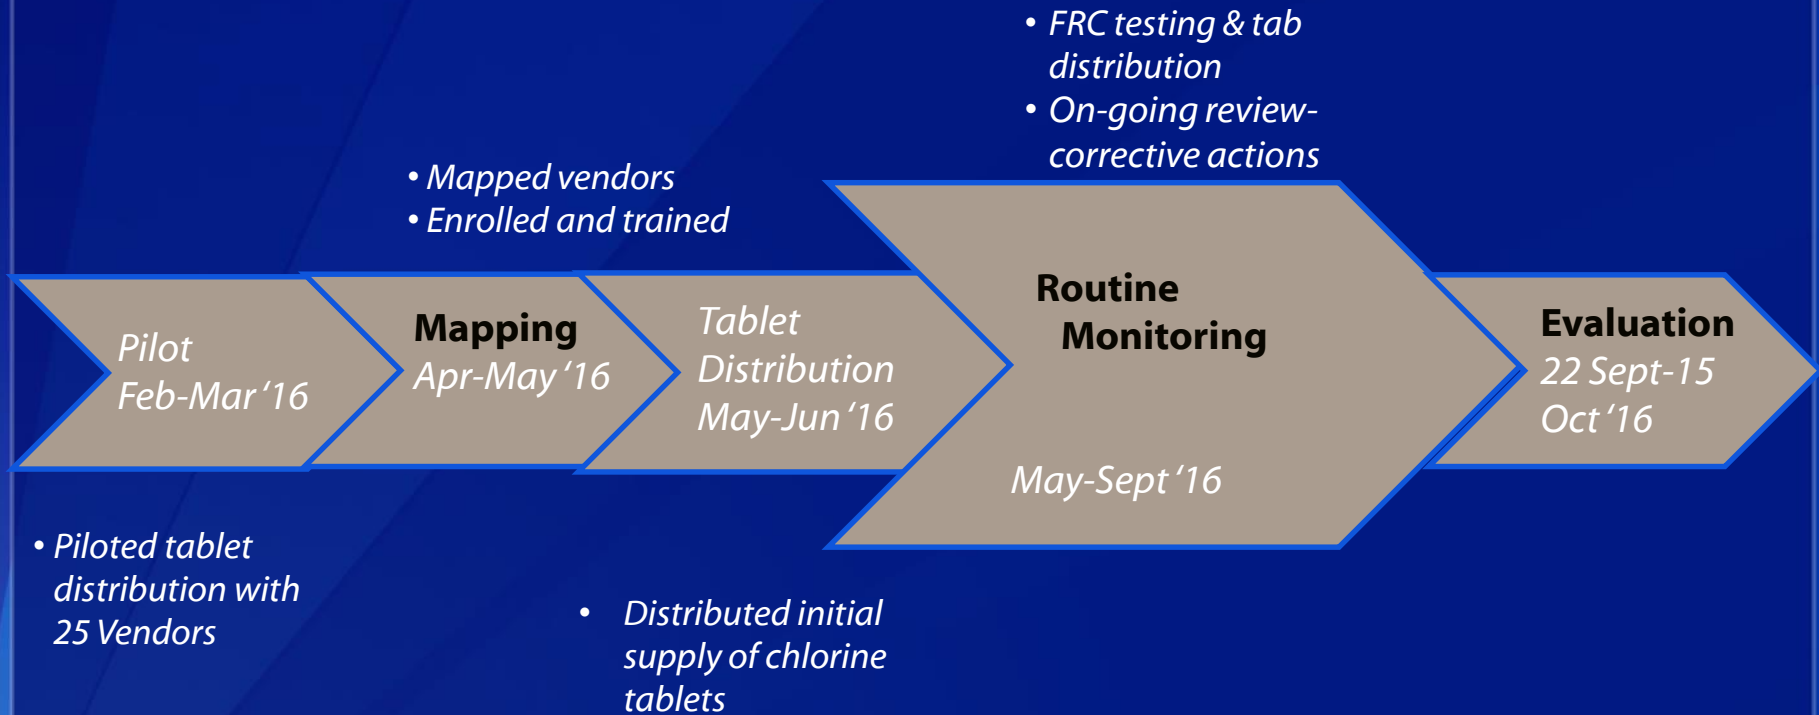 • FRC testing & tab
distribution
• On-going review-
corrective actions
• Mapped vendors
• Enrolled and trained
Pilot
Feb-Mar ‘16
Mapping
Apr-May ‘16
Tablet
Distribution
May-Jun ‘16
Routine
Monitoring
May-Sept ‘16
Evaluation
22 Sept-15
Oct ‘16
• Piloted tablet
distribution with
25 Vendors
• Distributed initial
supply of chlorine
tablets